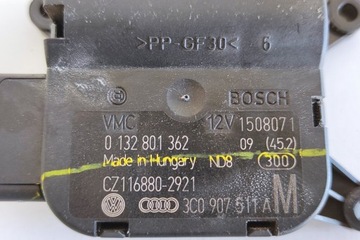 >PP-GF30< 6
BOSCH
VMC 12V 1508071
0 132 801 362 09 (45.2)
Made in Hungary ND8 300
CZ116880-2921 M
3C0 907 511 A